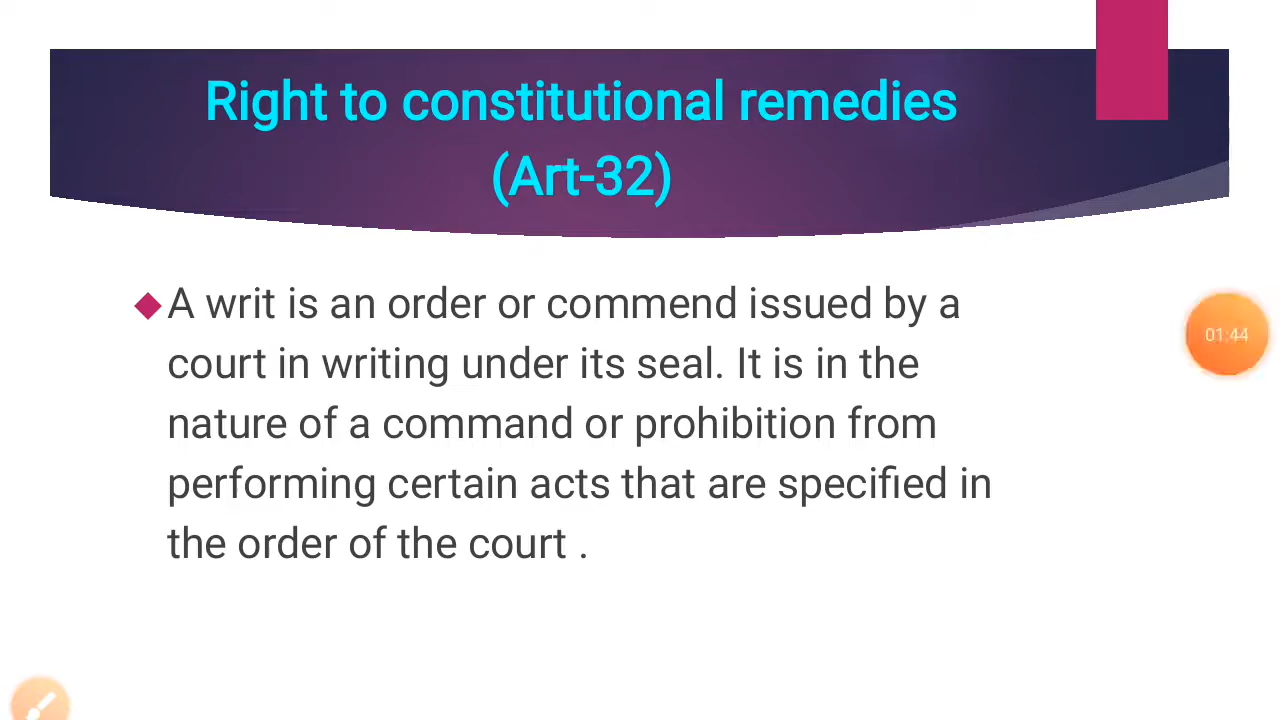 Right to constitutional remedies
(Art-32)
A writ is an order or commend issued by a
court in writing under its seal. It is in the
nature of a command or prohibition from
performing certain acts that are specified in
the order of the court .
01:44